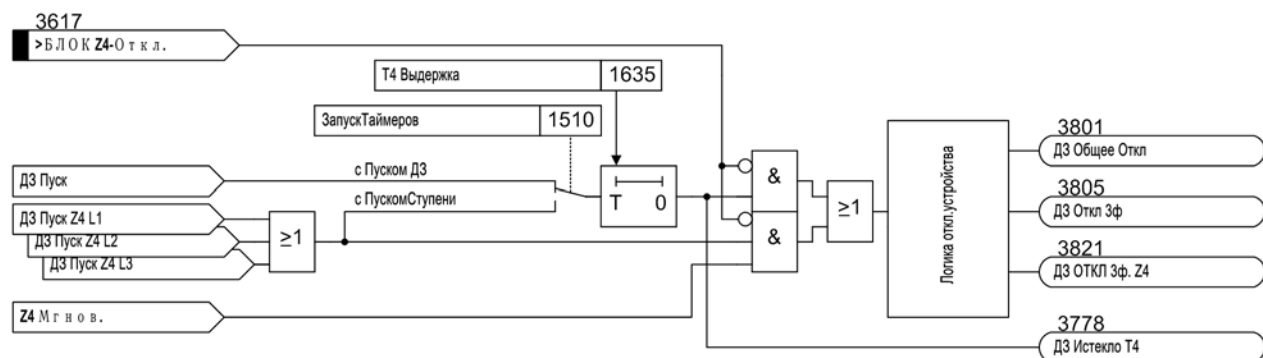 3617
>БЛОК Z4-Откл.
T4 Выдержка 1635
ЗапускТаймеров 1510
ДЗ Пуск
с Пуском ДЗ
с ПускомСтупени
ДЗ Пуск Z4 L1
ДЗ Пуск Z4 L2
ДЗ Пуск Z4 L3
≥1
T 0
&
&
≥1
Z4 Мгнов.
Логика откл.устройства
3801
ДЗ Общее Откл
3805
ДЗ Откл 3ф
3821
ДЗ ОТКЛ 3ф. Z4
3778
ДЗ Истекло T4